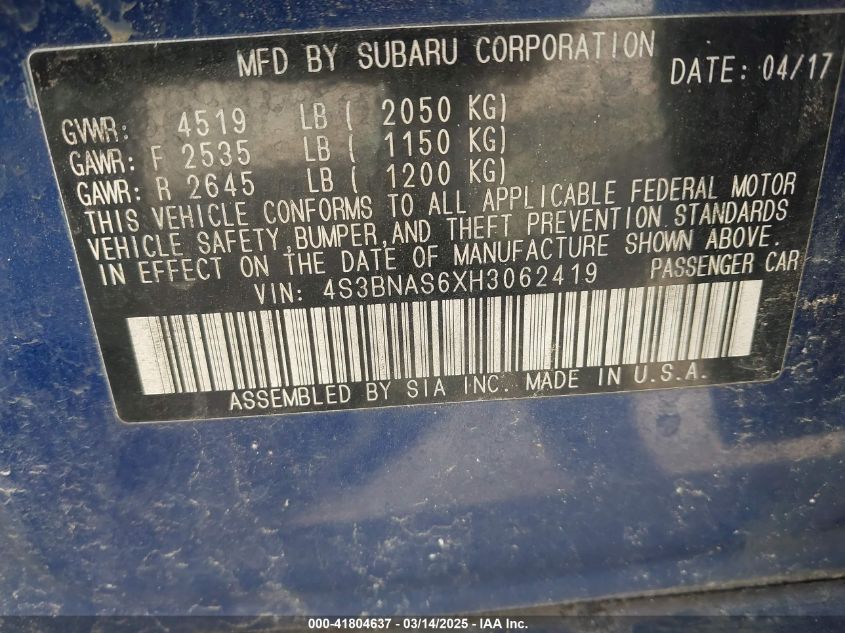 MFD BY SUBARU CORPORATION DATE: 04/17
GVWR: 4519 LB ( 2050 KG)
GAWR: F 2535 LB ( 1150 KG)
GAWR: R 2645 LB ( 1200 KG)
THIS VEHICLE CONFORMS TO ALL APPLICABLE FEDERAL MOTOR
VEHICLE SAFETY,BUMPER,AND THEFT PREVENTION STANDARDS
IN EFFECT ON THE DATE OF MANUFACTURE SHOWN ABOVE.
VIN: 4S3BNAS6XH3062419 PASSENGER CAR
ASSEMBLED BY SIA INC. MADE IN U.S.A.
000-41804637 - 03/14/2025 - IAA Inc.